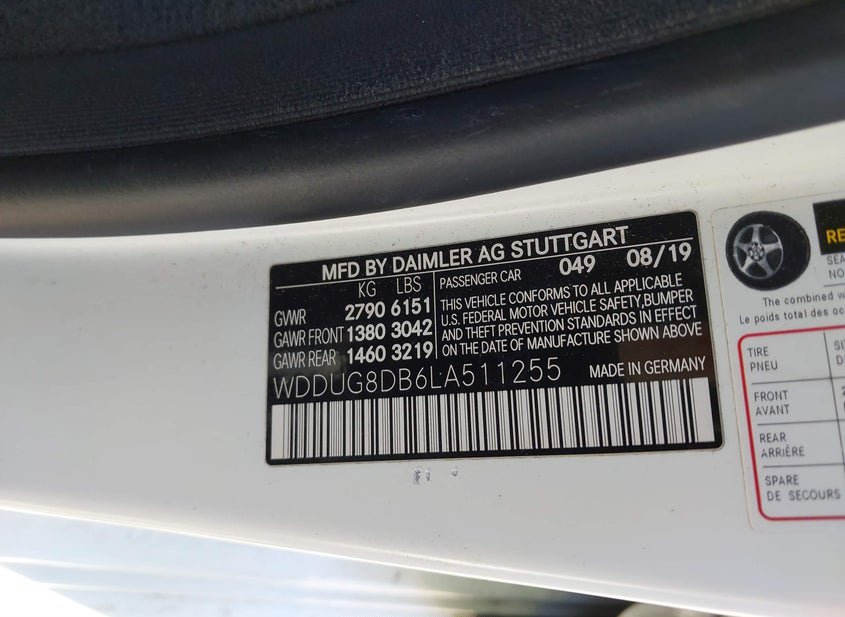 MFD BY DAIMLER AG STUTTGART
KG LBS
GVWR 2790 6151
GAWR FRONT 1380 3042
GAWR REAR 1460 3219
PASSENGER CAR 049 08/19
THIS VEHICLE CONFORMS TO ALL APPLICABLE
U.S. FEDERAL MOTOR VEHICLE SAFETY,BUMPER
AND THEFT PREVENTION STANDARDS IN EFFECT
ON THE DATE OF MANUFACTURE SHOWN ABOVE
WDDUG8DB6LA511255 MADE IN GERMANY
The combined
Le poids total des
TIRE
PNEU
FRONT
AVANT
REAR
ARRIÈRE
SPARE
DE SECOURS